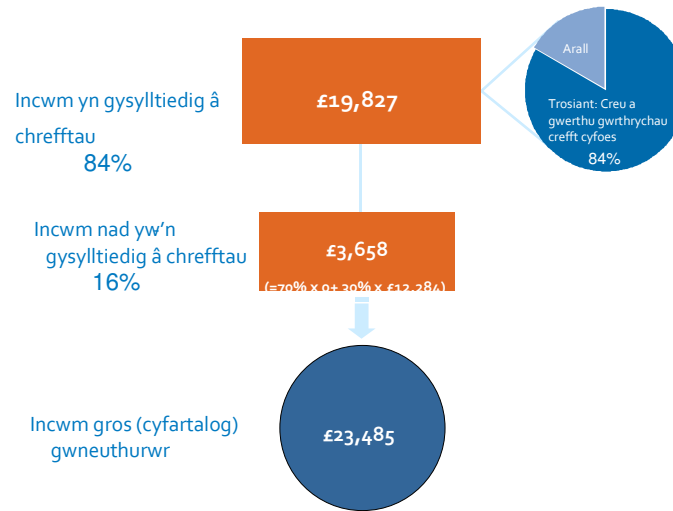 Incwm yn gysylltiedig â
chrefftau
84%
£19,827
Arall
Trosiant: Creu a
gwerthu gwrthrychau
crefft cyfoes
84%
Incwm nad yw'n
gysylltiedig â chrefftau
16%
£3,658
(=70% x 0+ 30% x £12,284)
Incwm gros (cyfartalog)
gwneuthurwr
£23,485